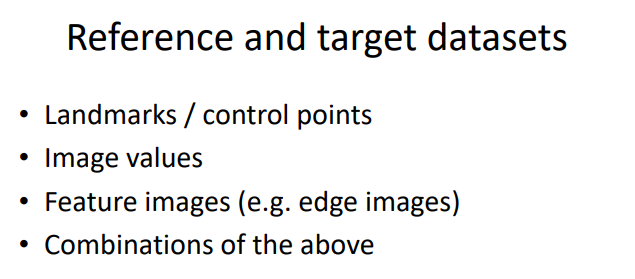 Reference and target datasets
• Landmarks / control points
• Image values
• Feature images (e.g. edge images)
• Combinations of the above